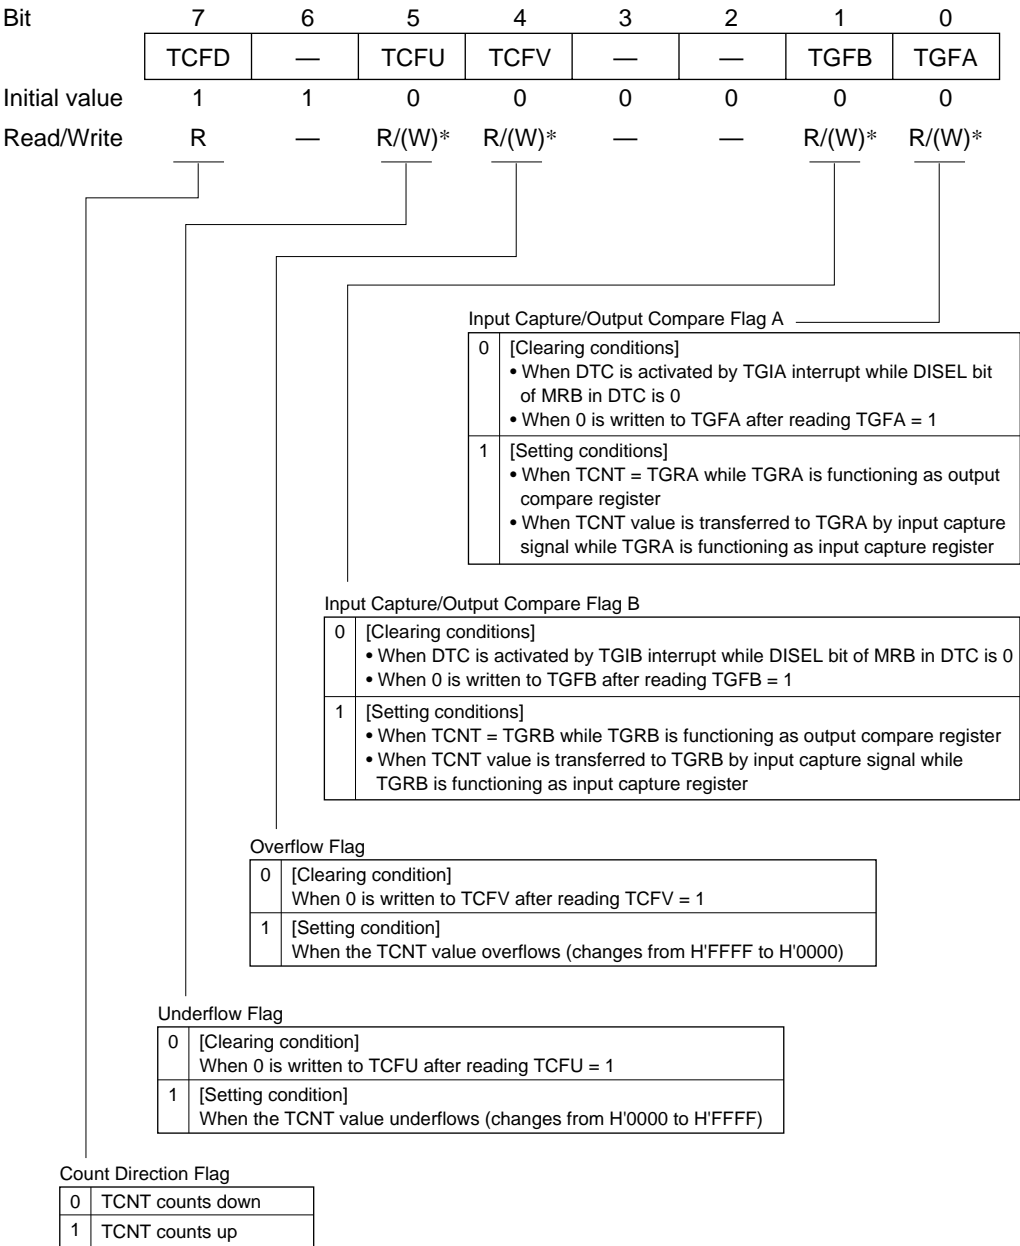 Bit 7 6 5 4 3 2 1 0
TCFD — TCFU TCFV — — TGFB TGFA
Initial value 1 1 0 0 0 0 0 0
Read/Write R — R/(W)* R/(W)* — — R/(W)* R/(W)*
Input Capture/Output Compare Flag A
0 [Clearing conditions]
• When DTC is activated by TGIA interrupt while DISEL bit
of MRB in DTC is 0
• When 0 is written to TGFA after reading TGFA = 1
1 [Setting conditions]
• When TCNT = TGRA while TGRA is functioning as output
compare register
• When TCNT value is transferred to TGRA by input capture
signal while TGRA is functioning as input capture register
Input Capture/Output Compare Flag B
0 [Clearing conditions]
• When DTC is activated by TGIB interrupt while DISEL bit of MRB in DTC is 0
• When 0 is written to TGFB after reading TGFB = 1
1 [Setting conditions]
• When TCNT = TGRB while TGRB is functioning as output compare register
• When TCNT value is transferred to TGRB by input capture signal while
TGRB is functioning as input capture register
Overflow Flag
0 [Clearing condition]
When 0 is written to TCFV after reading TCFV = 1
1 [Setting condition]
When the TCNT value overflows (changes from H'FFFF to H'0000)
Underflow Flag
0 [Clearing condition]
When 0 is written to TCFU after reading TCFU = 1
1 [Setting condition]
When the TCNT value underflows (changes from H'0000 to H'FFFF)
Count Direction Flag
0 TCNT counts down
1 TCNT counts up